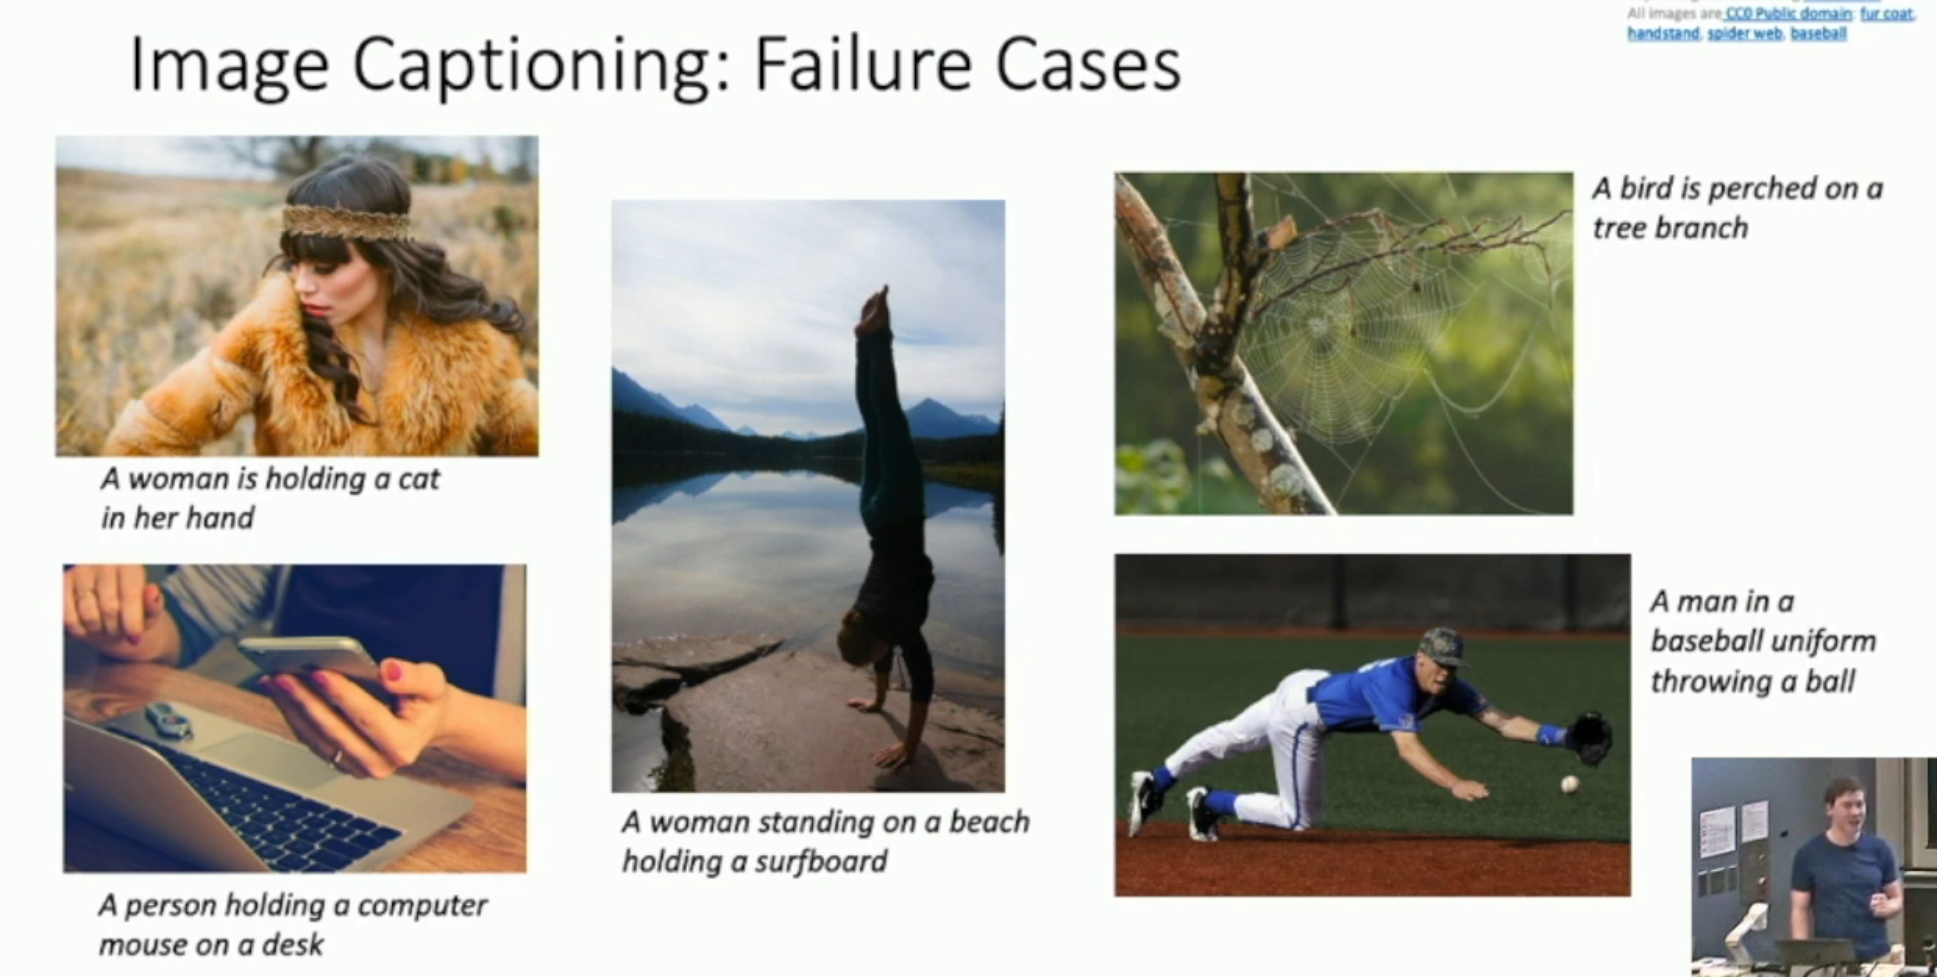 All images are CC0 Public domain: fur coat,
handstand, spider web, baseball
Image Captioning: Failure Cases
A woman is holding a cat
in her hand
A person holding a computer
mouse on a desk
A woman standing on a beach
holding a surfboard
A bird is perched on a
tree branch
A man in a
baseball uniform
throwing a ball